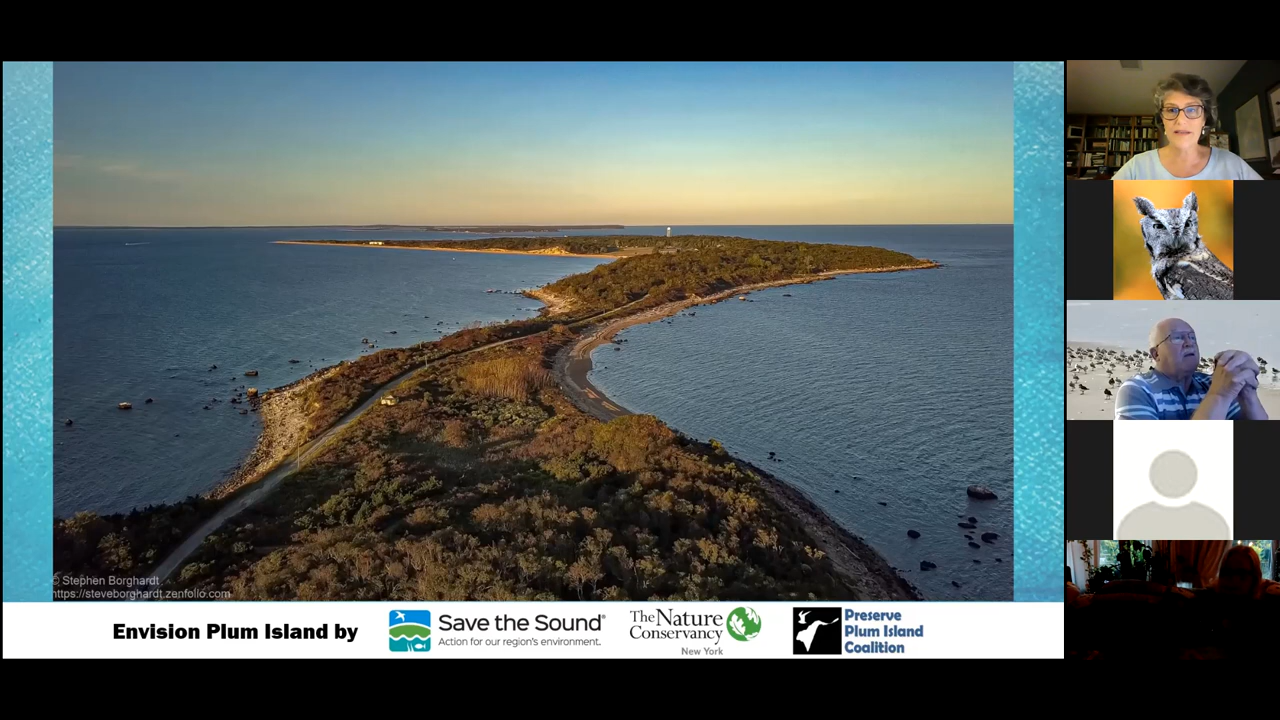 © Stephen Borghardt
https://steveborghardt.zenfolio.com
Envision Plum Island by
Save the Sound®
Action for our region's environment.
The Nature
Conservancy
New York
Preserve
Plum Island
Coalition